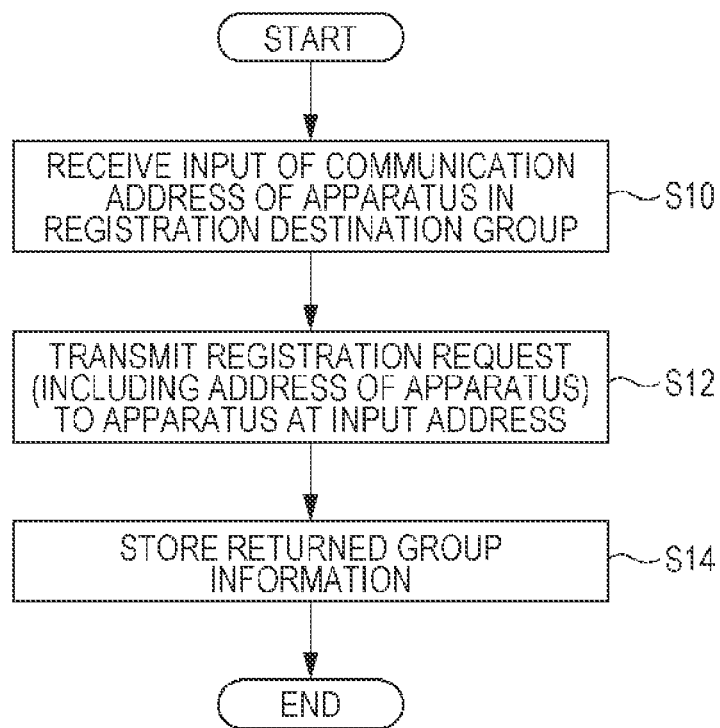 START
RECEIVE INPUT OF COMMUNICATION
ADDRESS OF APPARATUS IN
REGISTRATION DESTINATION GROUP
S10
TRANSMIT REGISTRATION REQUEST
(INCLUDING ADDRESS OF APPARATUS)
TO APPARATUS AT INPUT ADDRESS
S12
STORE RETURNED GROUP
INFORMATION
S14
END